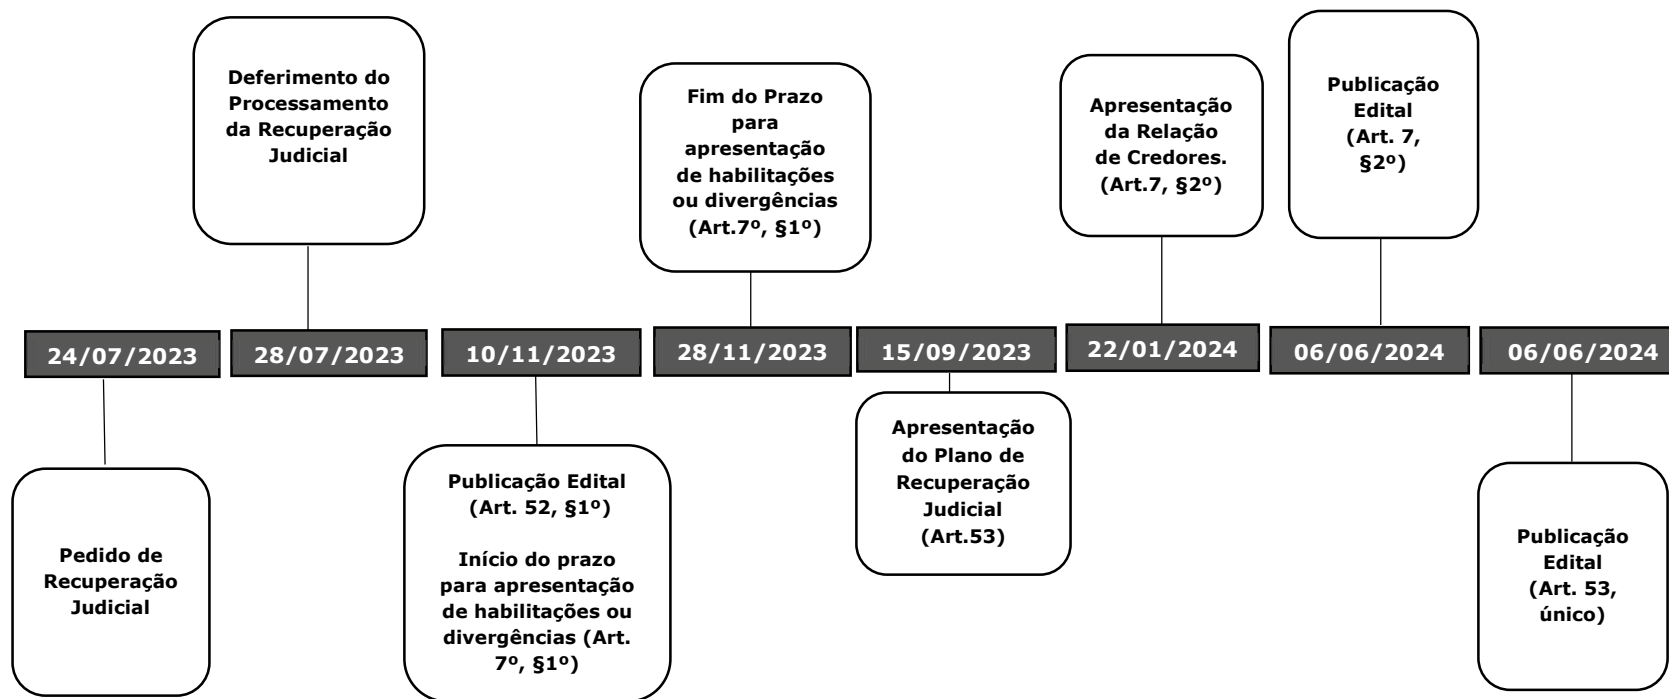 Deferimento do
Processamento
da Recuperação
Judicial
Fim do Prazo
para
apresentação
de habilitações
ou divergências
(Art.7º, §1º)
Apresentação
da Relação
de Credores.
(Art.7, §2º)
Publicação
Edital
(Art. 7,
§2º)
24/07/2023
28/07/2023
10/11/2023
28/11/2023
15/09/2023
22/01/2024
06/06/2024
06/06/2024
Pedido de
Recuperação
Judicial
Publicação Edital
(Art. 52, §1º)
Início do prazo
para apresentação
de habilitações ou
divergências (Art.
7º, §1º)
Apresentação
do Plano de
Recuperação
Judicial
(Art.53)
Publicação
Edital
(Art. 53,
único)